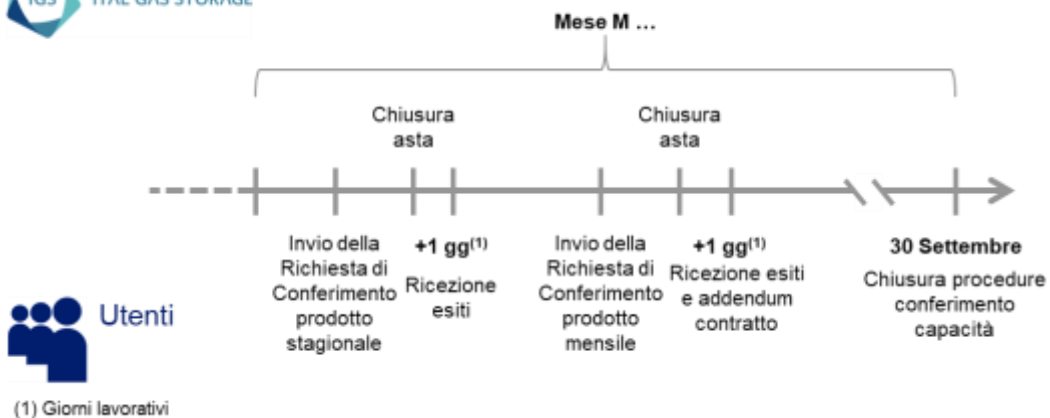 IGS
ITAL GAS STORAGE
Mese M ...
Chiusura
asta
Chiusura
asta
Invio della
Richiesta di
Conferimento
prodotto
stagionale
+1 gg(1)
Ricezione
esiti
Invio della
Richiesta di
Conferimento
prodotto
mensile
+1 gg(1)
Ricezione esiti
e addendum
contratto
30 Settembre
Chiusura procedure
conferimento
capacità
Utenti
(1) Giorni lavorativi